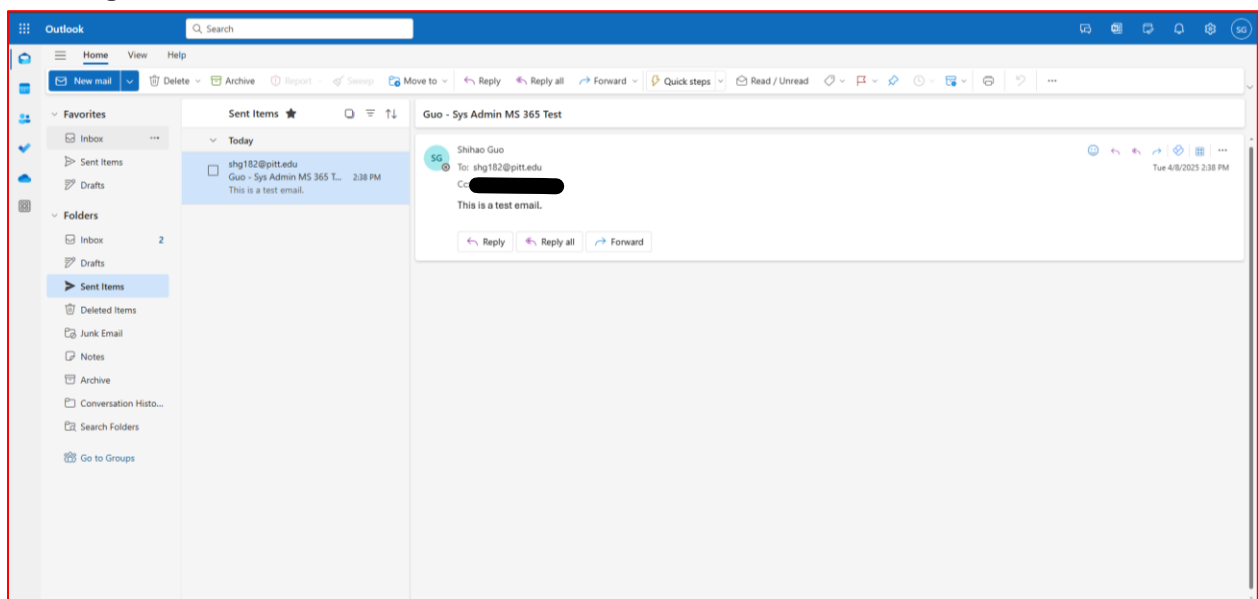 Outlook
Search
SG
Home View Help
New mail Delete Archive Report Sweep Move to Reply Reply all Forward Quick steps Read / Unread
Favorites
Inbox
Sent Items
Drafts
Folders
Inbox 2
Drafts
Sent Items
Deleted Items
Junk Email
Notes
Archive
Conversation Histo...
Search Folders
Go to Groups
Sent Items
Today
shg182@pitt.edu
Guo - Sys Admin MS 365 T... 2:38 PM
This is a test email.
Guo - Sys Admin MS 365 Test
SG
Shihao Guo
To: shg182@pitt.edu
Tue 4/8/2025 2:38 PM
Cc
This is a test email.
Reply Reply all Forward